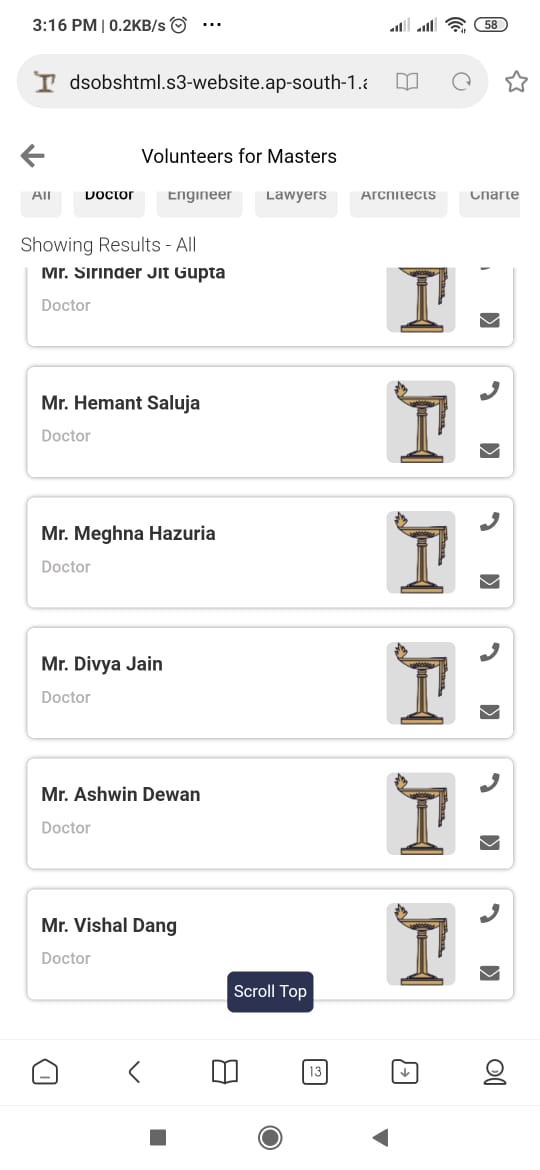 3:16 PM | 0.2KB/s
58
dsobshtml.s3-website.ap-south-1.a
Volunteers for Masters
All Doctor Engineer Lawyers Architects Charte
Showing Results - All
Mr. Sirinder Jit Gupta
Doctor
Mr. Hemant Saluja
Doctor
Mr. Meghna Hazuria
Doctor
Mr. Divya Jain
Doctor
Mr. Ashwin Dewan
Doctor
Mr. Vishal Dang
Doctor
Scroll Top
13